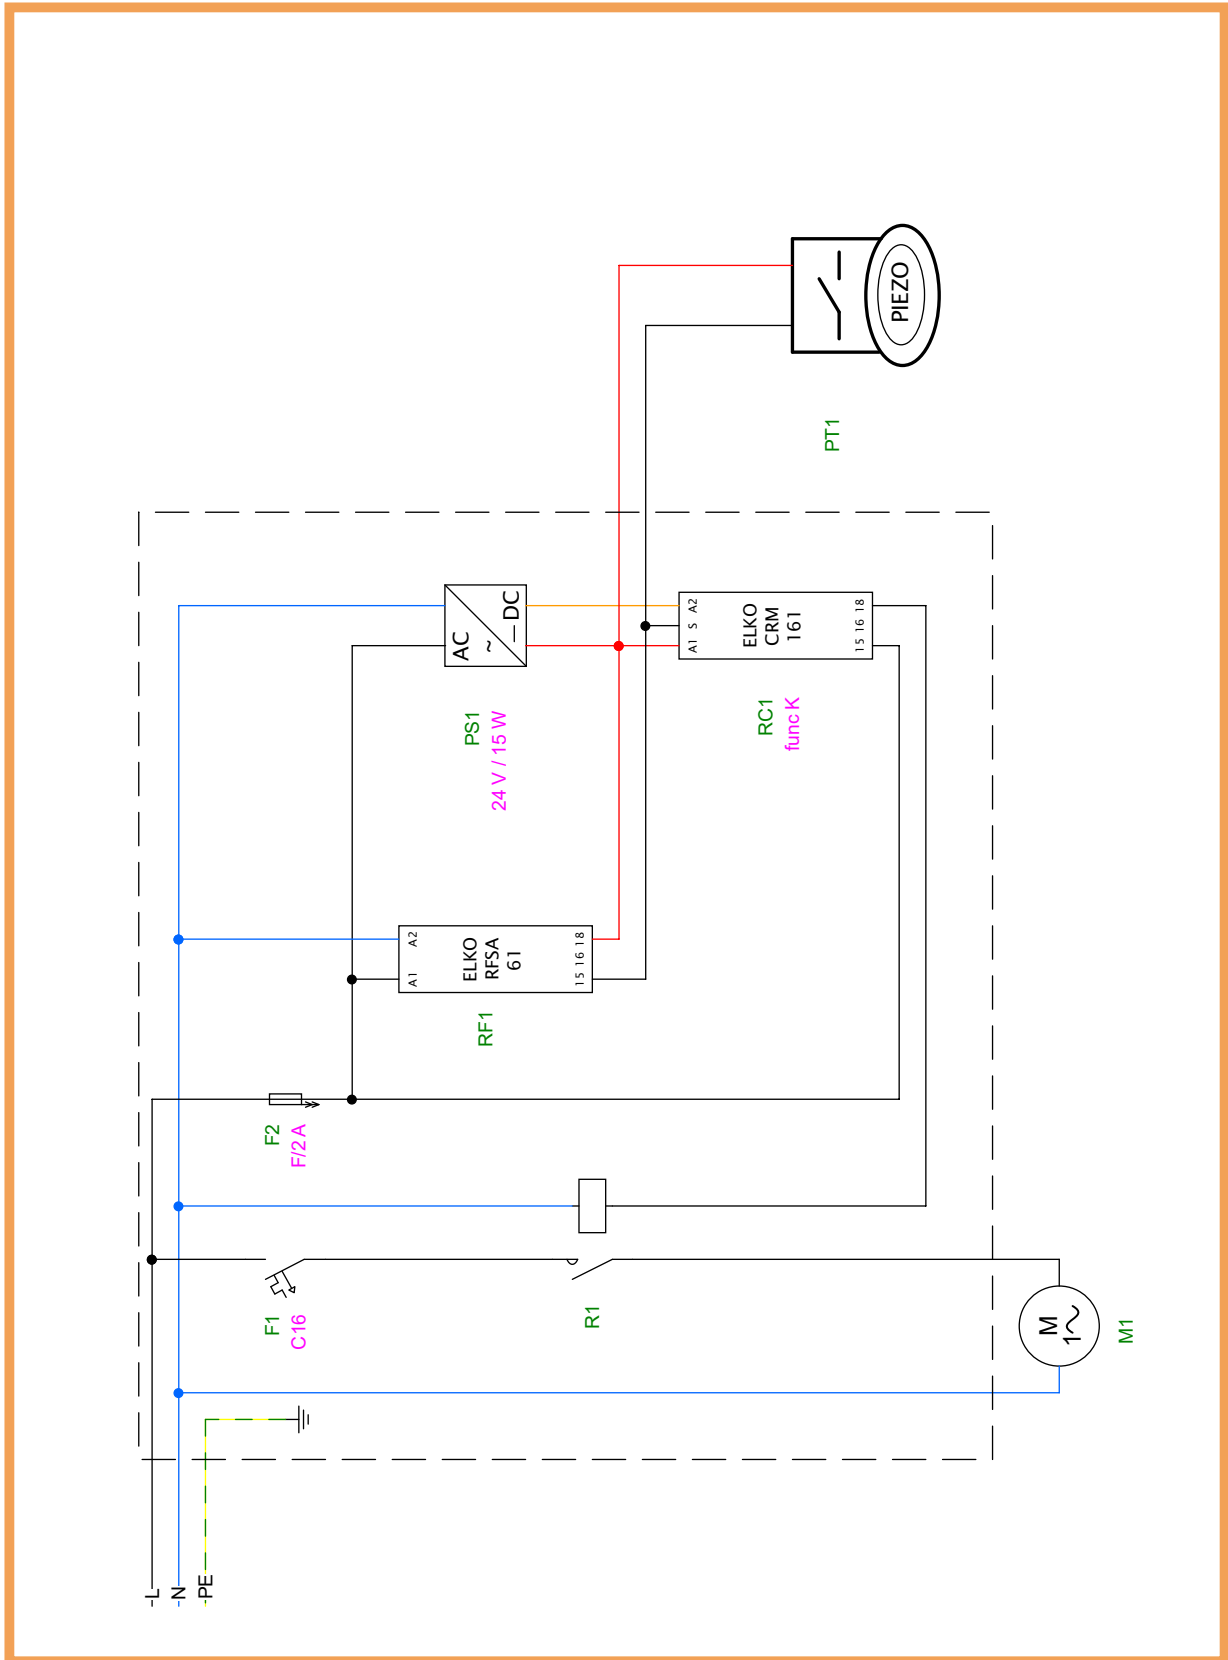 L
N
PE
F1
C16
F2
F/2 A
R1
M
1
M1
RF1
A1 A2
ELKO
RFSA
61
15 16 18
PS1
24 V / 15 W
AC
~
DC
RC1
func K
A1 S A2
ELKO
CRM
161
15 16 18
PT1
PIEZO